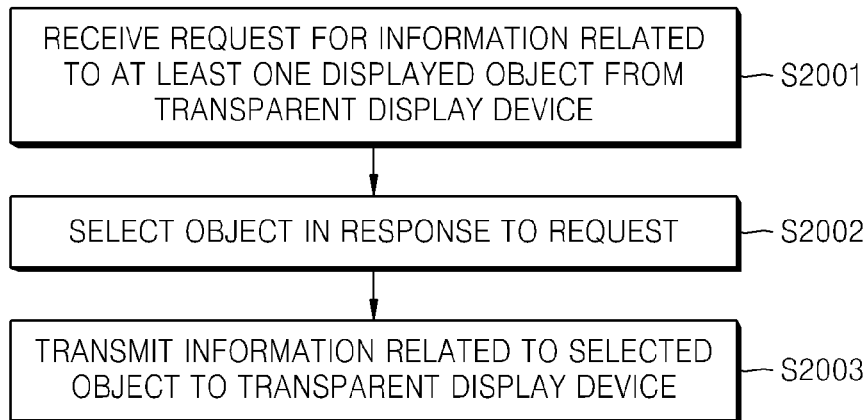 RECEIVE REQUEST FOR INFORMATION RELATED
TO AT LEAST ONE DISPLAYED OBJECT FROM
TRANSPARENT DISPLAY DEVICE
S2001
SELECT OBJECT IN RESPONSE TO REQUEST
S2002
TRANSMIT INFORMATION RELATED TO SELECTED
OBJECT TO TRANSPARENT DISPLAY DEVICE
S2003